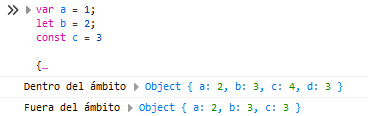 var a = 1;
let b = 2;
const c = 3
{…
Dentro del ámbito ▶ Object { a: 2, b: 3, c: 4, d: 3 }
Fuera del ámbito ▶ Object { a: 2, b: 3, c: 3 }